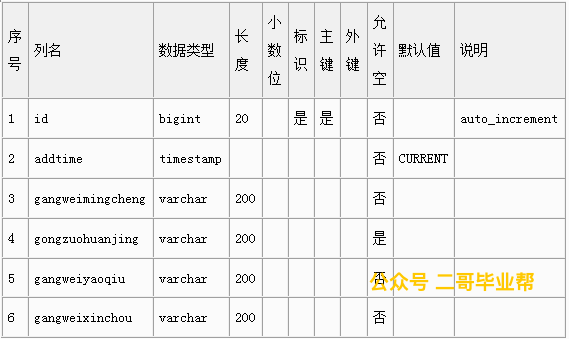 序号 列名 数据类型 长度 小数位 标识 主键 外键 允许空 默认值 说明
1 id bigint 20 是 是 否 auto_increment
2 addtime timestamp 否 CURRENT
3 gangweimingcheng varchar 200 否
4 gongzuohuanjing varchar 200 是
5 gangweiyaoqiu varchar 200 否
公众号 二哥毕业帮
6 gangweixinchou varchar 200 否